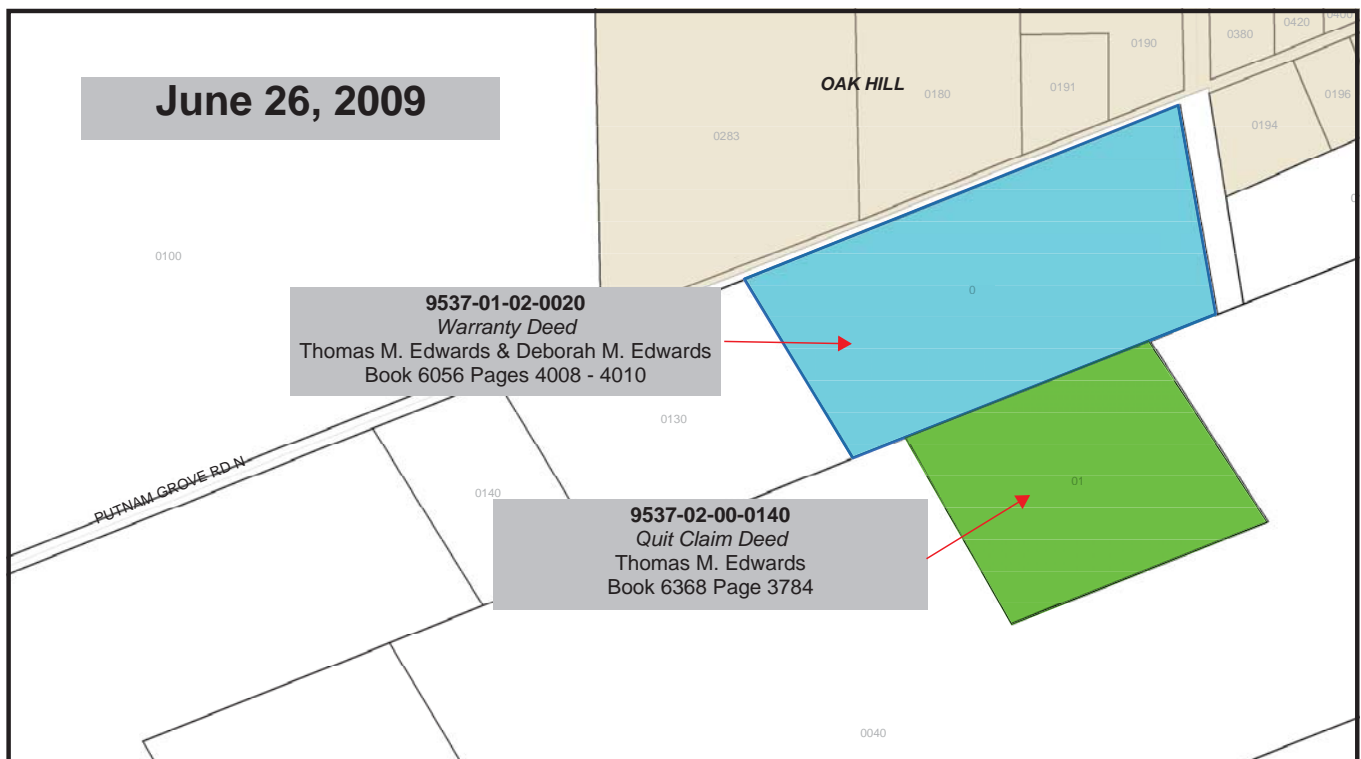 June 26, 2009
OAK HILL
0380
0420
0400
0190
0191
0180
0283
0194
0196
0100
0
9537-01-02-0020
Warranty Deed
Thomas M. Edwards & Deborah M. Edwards
Book 6056 Pages 4008 - 4010
0130
PUTNAM GROVE RD N
0140
01
9537-02-00-0140
Quit Claim Deed
Thomas M. Edwards
Book 6368 Page 3784
0040